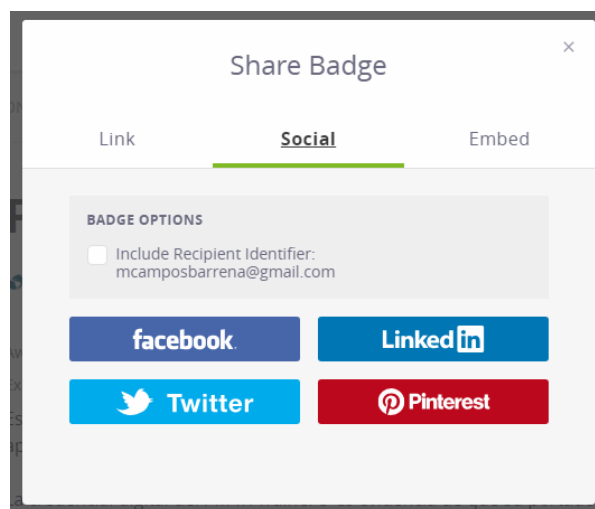 Share Badge
×
Link Social Embed
BADGE OPTIONS
Include Recipient Identifier:
mcamposbarrena@gmail.com
facebook.
Linked in
Twitter
Pinterest